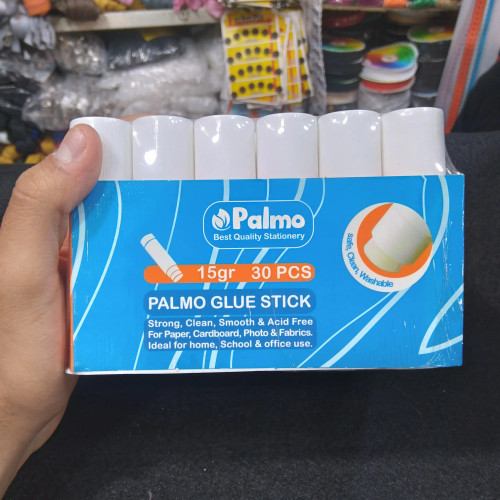 Palmo
Best Quality Stationery
15gr 30 PCS
PALMO GLUE STICK
Strong, Clean, Smooth & Acid Free
For Paper, Cardboard, Photo & Fabrics.
Ideal for home, School & office use.
Safe, Clean, Washable